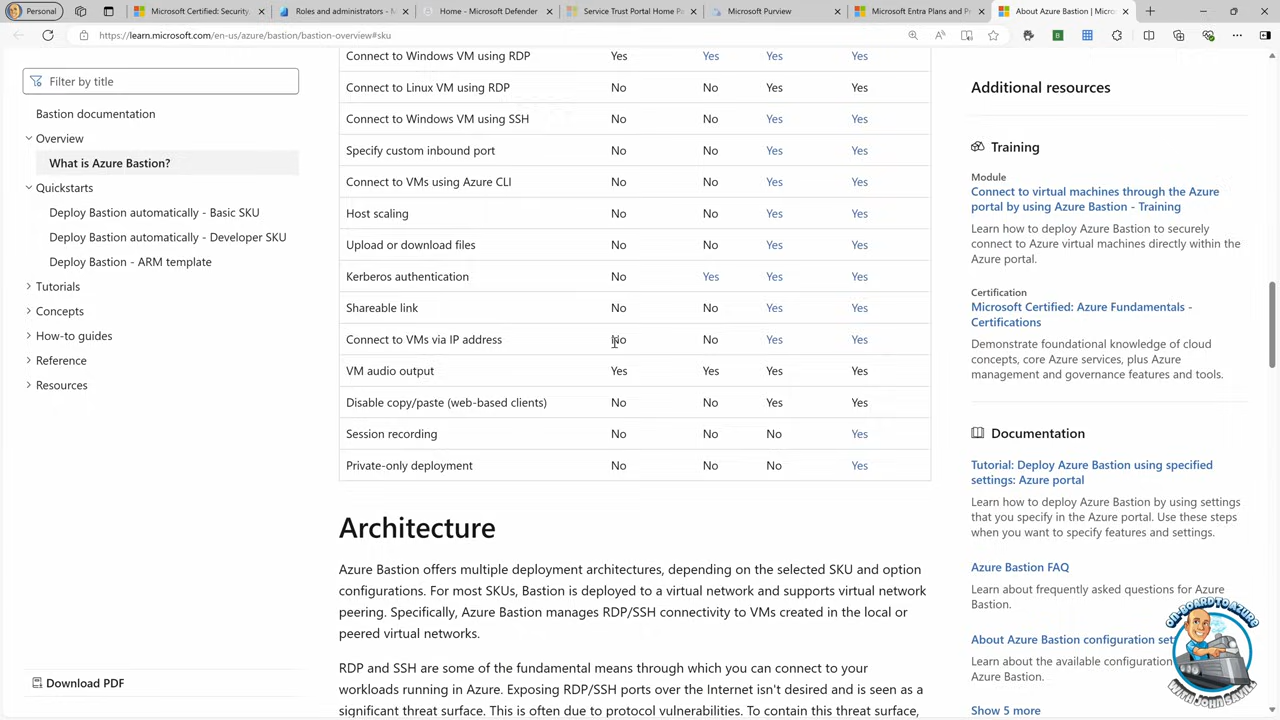 Personal
Microsoft Certified: Security,
Roles and administrators - M
Home - Microsoft Defender
Service Trust Portal Home Pa
Microsoft Purview
Microsoft Entra Plans and Pr
About Azure Bastion | Micros
https://learn.microsoft.com/en-us/azure/bastion/bastion-overview#sku
Filter by title
Bastion documentation
Overview
What is Azure Bastion?
Quickstarts
Deploy Bastion automatically - Basic SKU
Deploy Bastion automatically - Developer SKU
Deploy Bastion - ARM template
Tutorials
Concepts
How-to guides
Reference
Resources
Download PDF
Connect to Windows VM using RDP Yes Yes Yes Yes
Connect to Linux VM using RDP No No Yes Yes
Connect to Windows VM using SSH No No Yes Yes
Specify custom inbound port No No Yes Yes
Connect to VMs using Azure CLI No No Yes Yes
Host scaling No No Yes Yes
Upload or download files No No Yes Yes
Kerberos authentication No Yes Yes Yes
Shareable link No No Yes Yes
Connect to VMs via IP address No No Yes Yes
VM audio output Yes Yes Yes Yes
Disable copy/paste (web-based clients) No No Yes Yes
Session recording No No No Yes
Private-only deployment No No No Yes
Architecture
Azure Bastion offers multiple deployment architectures, depending on the selected SKU and option
configurations. For most SKUs, Bastion is deployed to a virtual network and supports virtual network
peering. Specifically, Azure Bastion manages RDP/SSH connectivity to VMs created in the local or
peered virtual networks.
RDP and SSH are some of the fundamental means through which you can connect to your
workloads running in Azure. Exposing RDP/SSH ports over the Internet isn't desired and is seen as a
significant threat surface. This is often due to protocol vulnerabilities. To contain this threat surface,
Additional resources
Training
Module
Connect to virtual machines through the Azure
portal by using Azure Bastion - Training
Learn how to deploy Azure Bastion to securely
connect to Azure virtual machines directly within the
Azure portal.
Certification
Microsoft Certified: Azure Fundamentals -
Certifications
Demonstrate foundational knowledge of cloud
concepts, core Azure services, plus Azure
management and governance features and tools.
Documentation
Tutorial: Deploy Azure Bastion using specified
settings: Azure portal
Learn how to deploy Azure Bastion by using settings
that you specify in the Azure portal. Use these steps
when you want to specify features and settings.
Azure Bastion FAQ
Learn about frequently asked questions for Azure
Bastion.
About Azure Bastion configuration set
Learn about the available configuration
Azure Bastion.
Show 5 more
ON-BOARD TO AZURE
WITH JOHN SAVILL